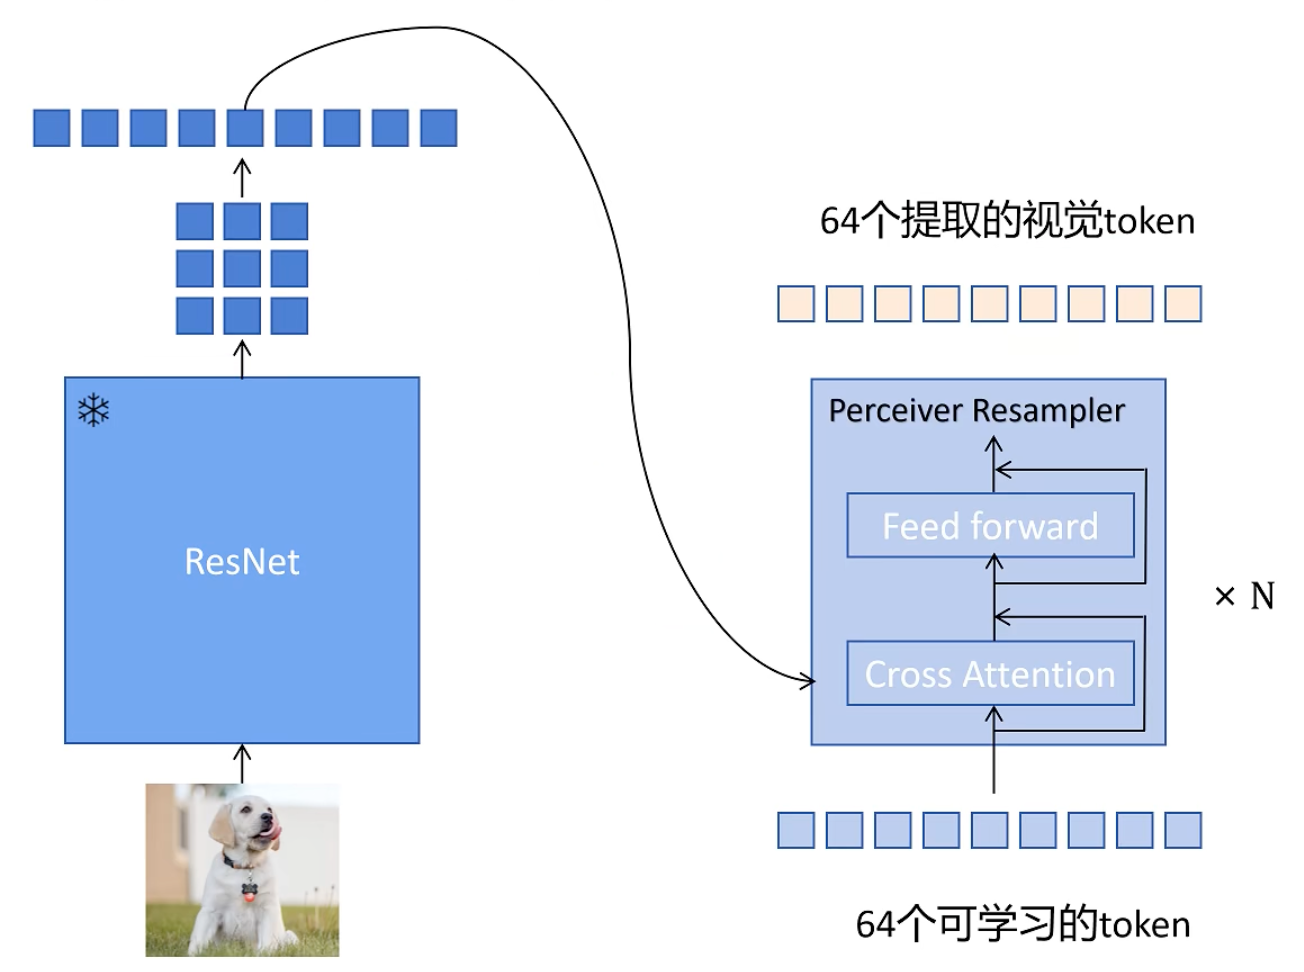 64个提取的视觉token
Perceiver Resampler
Feed forward
ResNet
× N
Cross Attention
64个可学习的token